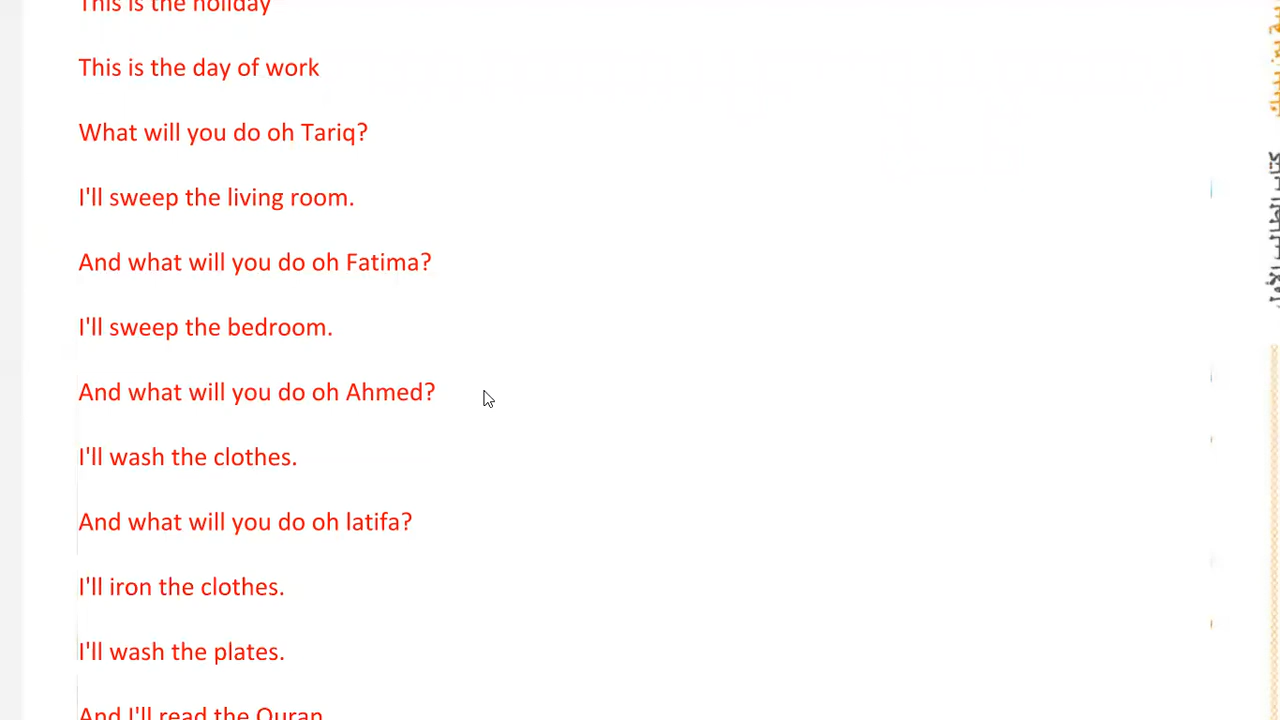 This is the holiday
This is the day of work
What will you do oh Tariq?
I'll sweep the living room.
And what will you do oh Fatima?
I'll sweep the bedroom.
And what will you do oh Ahmed?
I'll wash the clothes.
And what will you do oh latifa?
I'll iron the clothes.
I'll wash the plates.
And I'll read the Quran
كتاب الطالب الأول